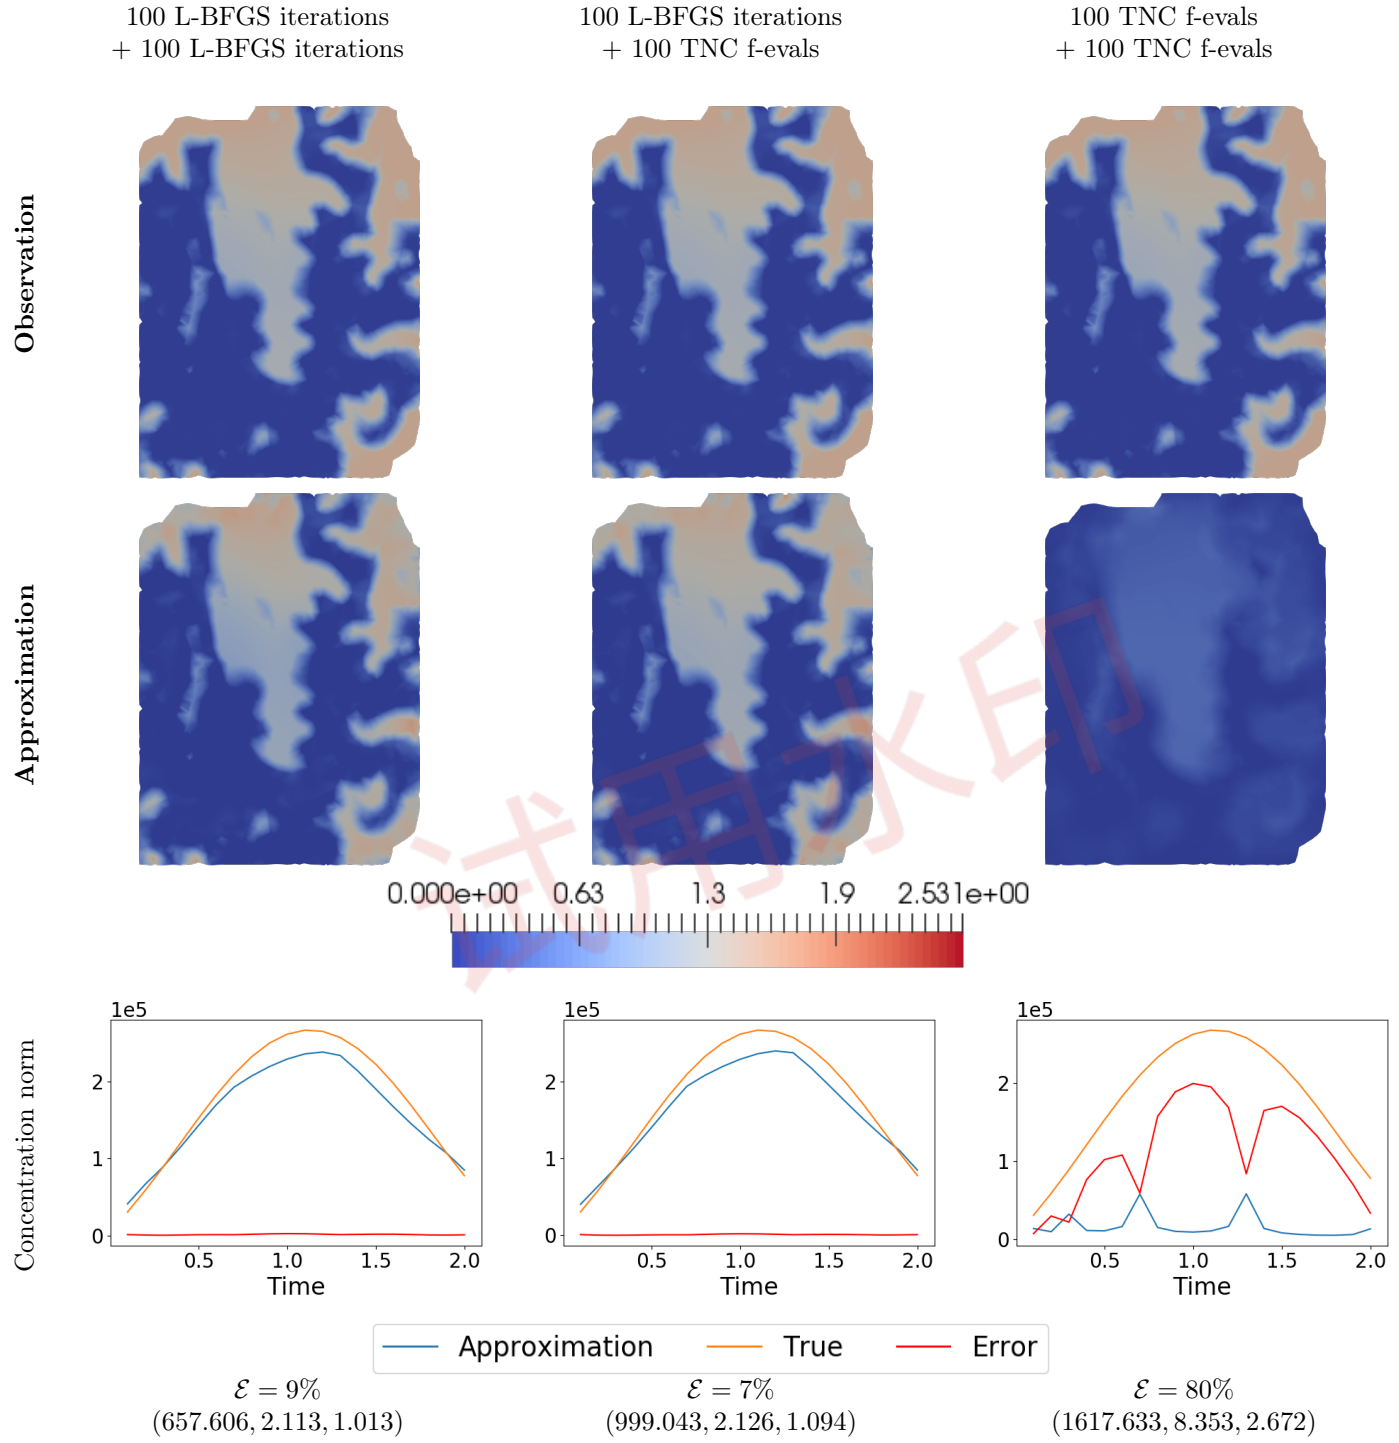 100 L-BFGS iterations
+ 100 L-BFGS iterations
100 L-BFGS iterations
+ 100 TNC f-evals
100 TNC f-evals
+ 100 TNC f-evals
Observation
Approximation
试用水印
0.000e+00 0.63 1.3 1.9 2.531e+00
Concentration norm
1e5
2
1
0
0.5 1.0 1.5 2.0
Time
1e5
2
1
0
0.5 1.0 1.5 2.0
Time
1e5
2
1
0
0.5 1.0 1.5 2.0
Time
Approximation True Error
ℰ = 9%
(657.606, 2.113, 1.013)
ℰ = 7%
(999.043, 2.126, 1.094)
ℰ = 80%
(1617.633, 8.353, 2.672)